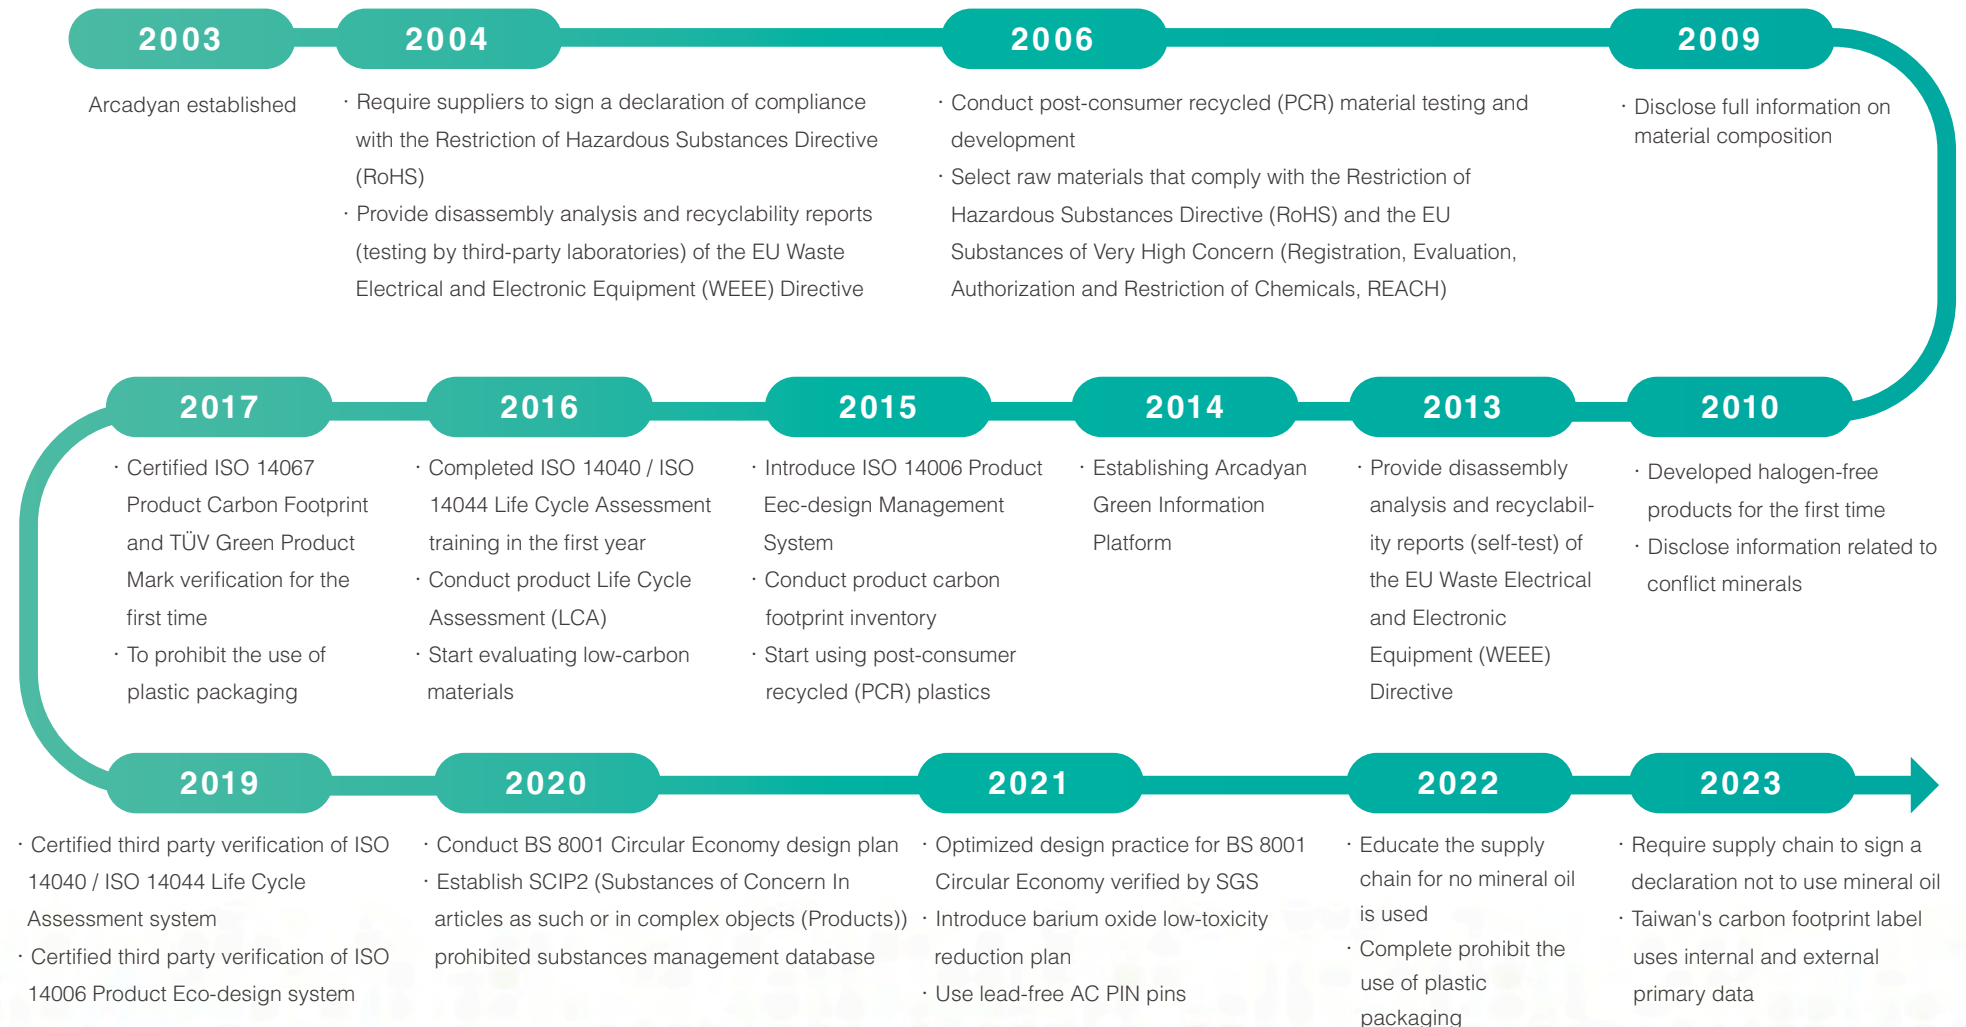 2003
Arcadyan established
2004
· Require suppliers to sign a declaration of compliance
with the Restriction of Hazardous Substances Directive
(RoHS)
· Provide disassembly analysis and recyclability reports
(testing by third-party laboratories) of the EU Waste
Electrical and Electronic Equipment (WEEE) Directive
2006
· Conduct post-consumer recycled (PCR) material testing and
development
· Select raw materials that comply with the Restriction of
Hazardous Substances Directive (RoHS) and the EU
Substances of Very High Concern (Registration, Evaluation,
Authorization and Restriction of Chemicals, REACH)
2009
· Disclose full information on
material composition
2010
· Developed halogen-free
products for the first time
· Disclose information related to
conflict minerals
2013
· Provide disassembly
analysis and recyclabil-
ity reports (self-test) of
the EU Waste Electrical
and Electronic
Equipment (WEEE)
Directive
2014
· Establishing Arcadyan
Green Information
Platform
2015
· Introduce ISO 14006 Product
Eec-design Management
System
· Conduct product carbon
footprint inventory
· Start using post-consumer
recycled (PCR) plastics
2016
· Completed ISO 14040 / ISO
14044 Life Cycle Assessment
training in the first year
· Conduct product Life Cycle
Assessment (LCA)
· Start evaluating low-carbon
materials
2017
· Certified ISO 14067
Product Carbon Footprint
and TÜV Green Product
Mark verification for the
first time
· To prohibit the use of
plastic packaging
2019
· Certified third party verification of ISO
14040 / ISO 14044 Life Cycle
Assessment system
· Certified third party verification of ISO
14006 Product Eco-design system
2020
· Conduct BS 8001 Circular Economy design plan
· Establish SCIP2 (Substances of Concern In
articles as such or in complex objects (Products))
prohibited substances management database
2021
· Optimized design practice for BS 8001
Circular Economy verified by SGS
· Introduce barium oxide low-toxicity
reduction plan
· Use lead-free AC PIN pins
2022
· Educate the supply
chain for no mineral oil
is used
· Complete prohibit the
use of plastic
packaging
2023
· Require supply chain to sign a
declaration not to use mineral oil
· Taiwan's carbon footprint label
uses internal and external
primary data